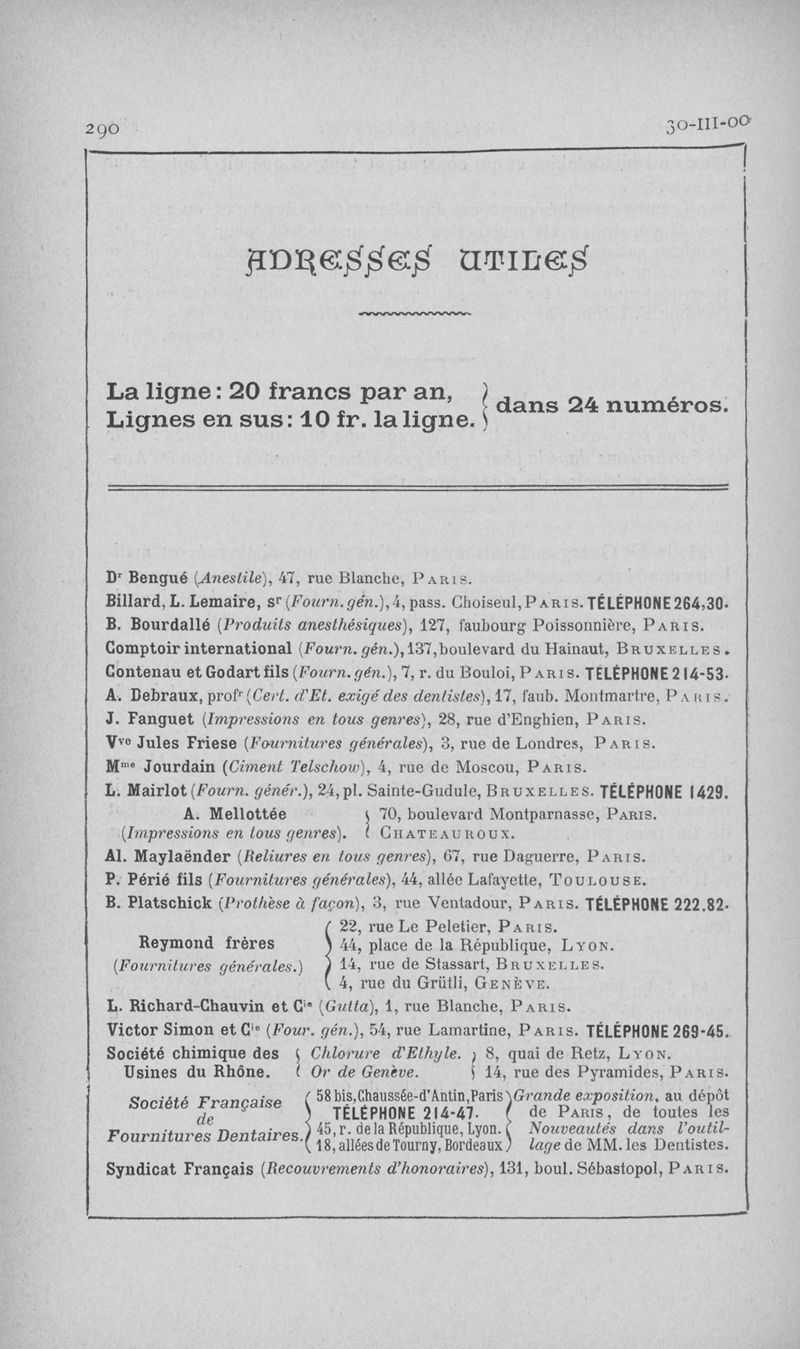 290 30-III-00
ADRESSES UTILES
La ligne: 20 francs par an,
Lignes en sus: 10 fr. la ligne. } dans 24 numéros.
Dr Bengué (Anestile), 47, rue Blanche, PARIS.
Billard, L. Lemaire, sr (Fourn. gén.), 4, pass. Choiseul, PARIS. TÉLÉPHONE 264,30.
B. Bourdallé (Produits anesthésiques), 127, faubourg Poissonnière, PARIS.
Comptoir international (Fourn. gén.), 137, boulevard du Hainaut, BRUXELLES.
Contenau et Godart fils (Fourn. gén.), 7, r. du Bouloi, PARIS. TÉLÉPHONE 214-53.
A. Debraux, profr (Cert. d'Et. exigé des dentistes), 17, faub. Montmartre, PARIS.
J. Fanguet (Impressions en tous genres), 28, rue d'Enghien, PARIS.
Vve Jules Friese (Fournitures générales), 3, rue de Londres, PARIS.
Mme Jourdain (Ciment Telschow), 4, rue de Moscou, PARIS.
L. Mairlot (Fourn. génér.), 24, pl. Sainte-Gudule, BRUXELLES. TÉLÉPHONE 1429.
A. Mellottée { 70, boulevard Montparnasse, PARIS.
(Impressions en tous genres). { CHATEAUROUX.
Al. Maylaënder (Reliures en tous genres), 67, rue Daguerre, PARIS.
P. Périé fils (Fournitures générales), 44, allée Lafayette, TOULOUSE.
B. Platschick (Prothèse à façon), 3, rue Ventadour, PARIS. TÉLÉPHONE 222.82.
22, rue Le Peletier, PARIS.
Reymond frères { 44, place de la République, LYON.
(Fournitures générales.) { 14, rue de Stassart, BRUXELLES.
4, rue du Grütli, GENÈVE.
L. Richard-Chauvin et Cie (Gutta), 1, rue Blanche, PARIS.
Victor Simon et Cie (Four. gén.), 54, rue Lamartine, PARIS. TÉLÉPHONE 269-45.
Société chimique des { Chlorure d'Ethyle. } 8, quai de Retz, LYON.
Usines du Rhône. { Or de Genève. } 14, rue des Pyramides, PARIS.
Société Française { 58 bis, Chaussée-d'Antin, Paris } Grande exposition, au dépôt
de TÉLÉPHONE 214-47. de PARIS, de toutes les
Fournitures Dentaires. { 45, r. de la République, Lyon. } Nouveautés dans l'outil-
18, allées de Tourny, Bordeaux lage de MM. les Dentistes.
Syndicat Français (Recouvrements d'honoraires), 131, boul. Sébastopol, PARIS.